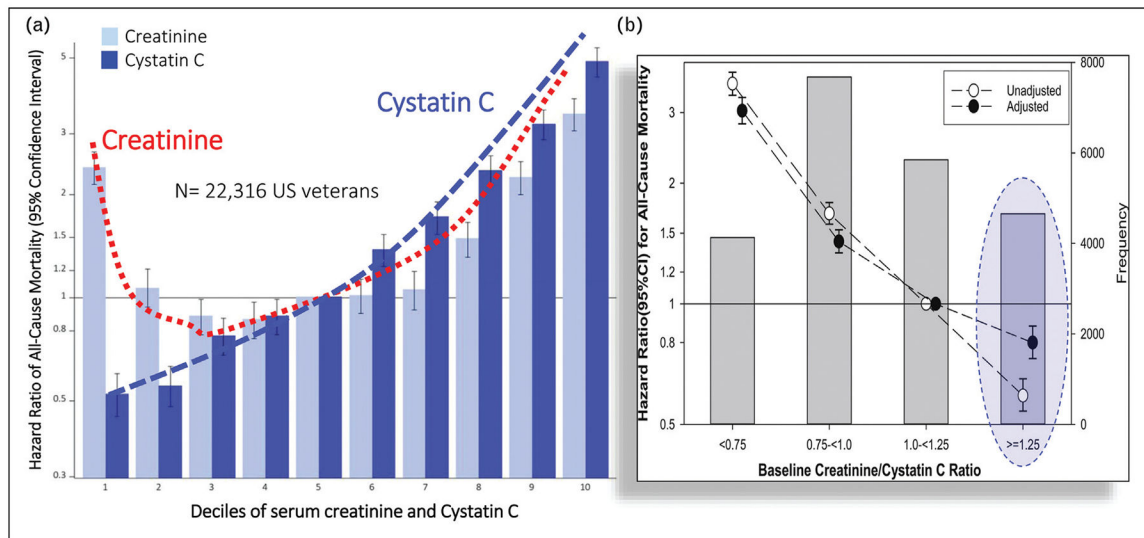 (a)
Creatinine
Cystatin C
Creatinine
Cystatin C
N= 22,316 US veterans
Hazard Ratio of All-Cause Mortality (95% Confidence Interval)
5
3
2
1.5
1.2
1
0.8
0.5
0.3
1 2 3 4 5 6 7 8 9 10
Deciles of serum creatinine and Cystatin C
(b)
Unadjusted
Adjusted
Hazard Ratio(95%CI) for All-Cause Mortality
3
2
1.5
1.2
1
0.8
0.5
8000
6000
4000
2000
0
Frequency
<0.75 0.75-<1.0 1.0-<1.25 >=1.25
Baseline Creatinine/Cystatin C Ratio